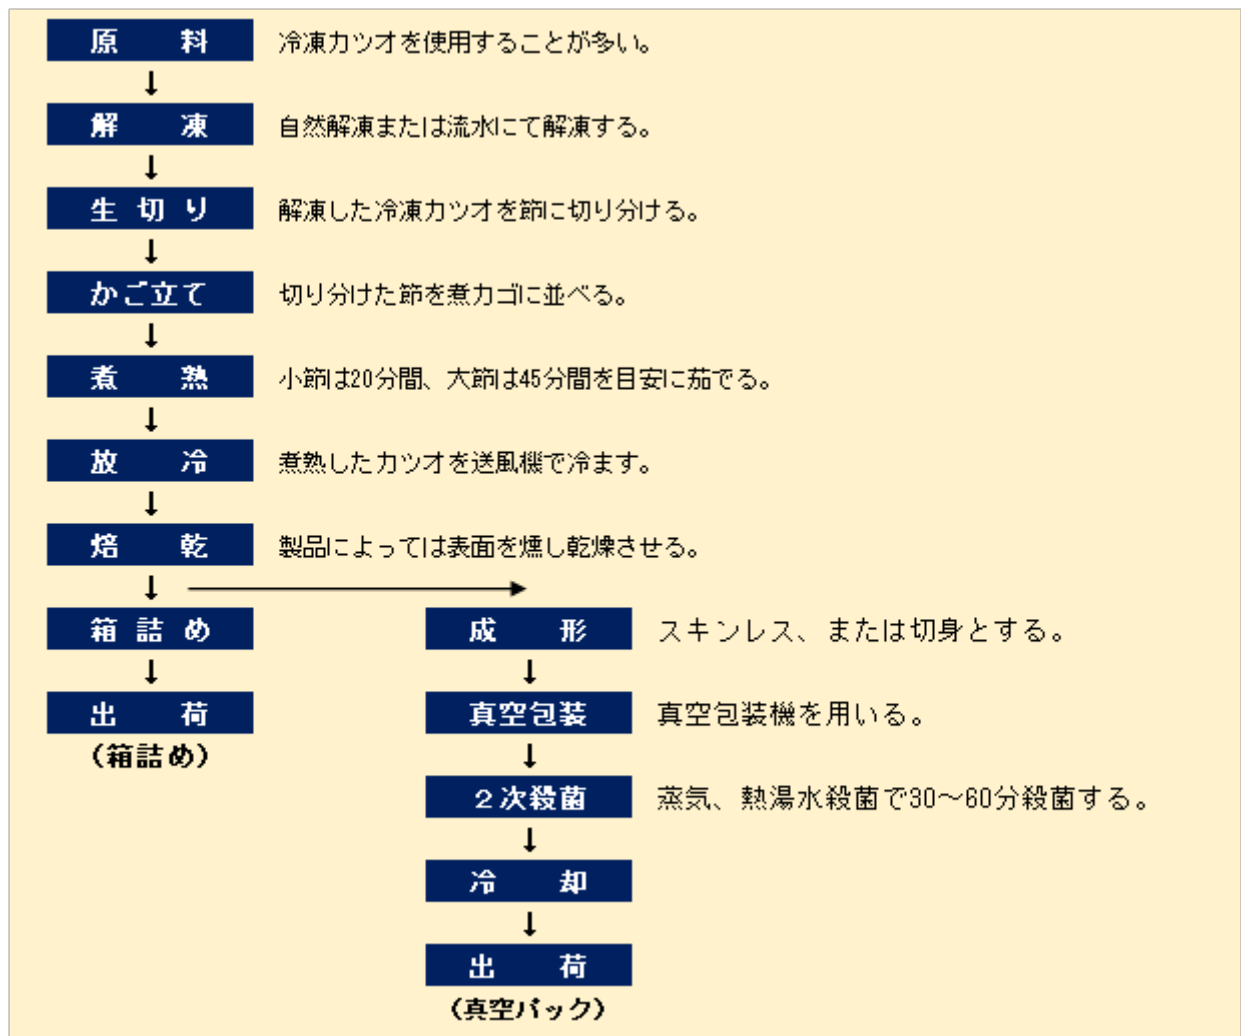 原　料　冷凍カツオを使用することが多い。
↓
解　凍　自然解凍または流水にて解凍する。
↓
生切り　解凍した冷凍カツオを節に切り分ける。
↓
かご立て　切り分けた節を煮カゴに並べる。
↓
煮　熟　小節は20分間、大節は45分間を目安に茹でる。
↓
放　冷　煮熟したカツオを送風機で冷ます。
↓
焙　乾　製品によっては表面を燻し乾燥させる。
↓ →
箱詰め
↓
出　荷
（箱詰め）
成　形　スキンレス、または切身とする。
↓
真空包装　真空包装機を用いる。
↓
２次殺菌　蒸気、熱湯水殺菌で30～60分殺菌する。
↓
冷　却
↓
出　荷
（真空パック）